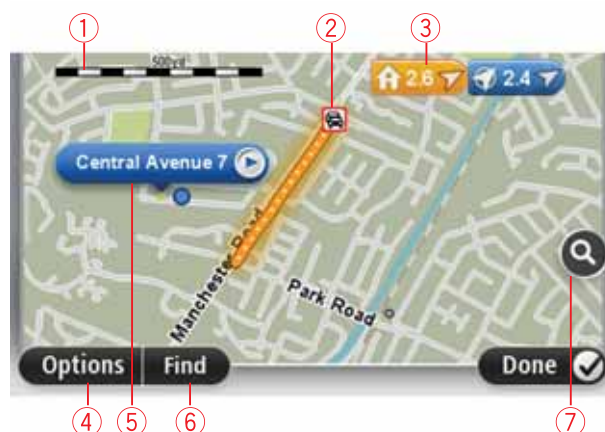 1
2
3
500yd
2.6
2.4
Central Avenue 7
Manchester Road
Park Road
Options
Find
Done
4
5
6
7